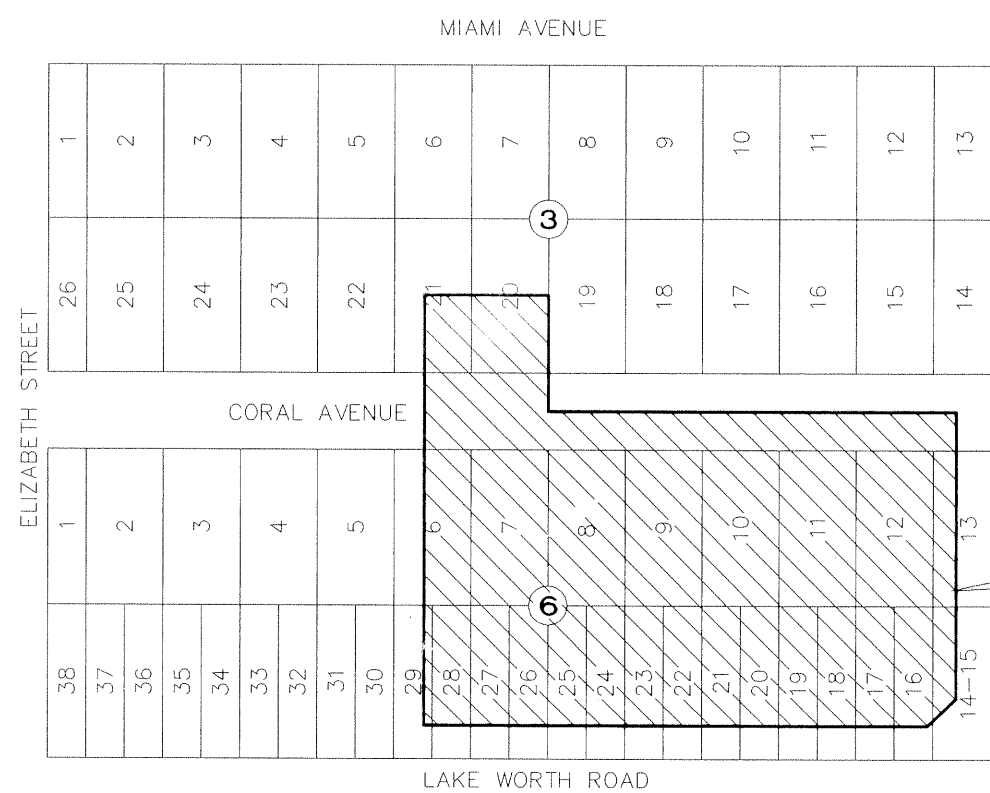 MIAMI AVENUE
1 2 3 4 5 6 7 8 9 10 11 12 13
3
26 25 24 23 22 21 20 19 18 17 16 15 14
ELIZABETH STREET
CORAL AVENUE
1 2 3 4 5 6 7 8 9 10 11 12 13
6
38 37 36 35 34 33 32 31 30 29 28 27 26 25 24 23 22 21 20 19 18 17 16 14-15
LAKE WORTH ROAD